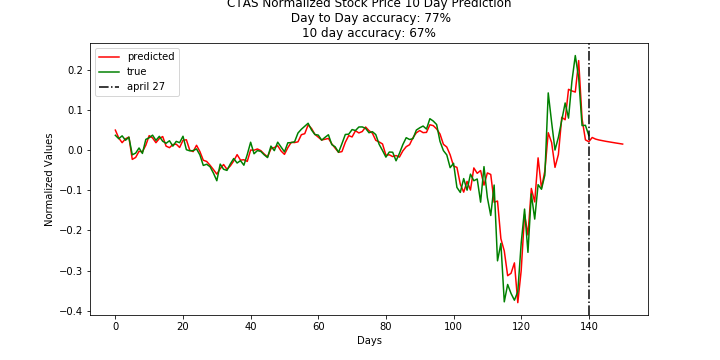 CTAS Normalized Stock Price 10 Day Prediction
Day to Day accuracy: 77%
10 day accuracy: 67%
predicted
true
april 27
Normalized Values
0.2
0.1
0.0
−0.1
−0.2
−0.3
−0.4
0 20 40 60 80 100 120 140
Days